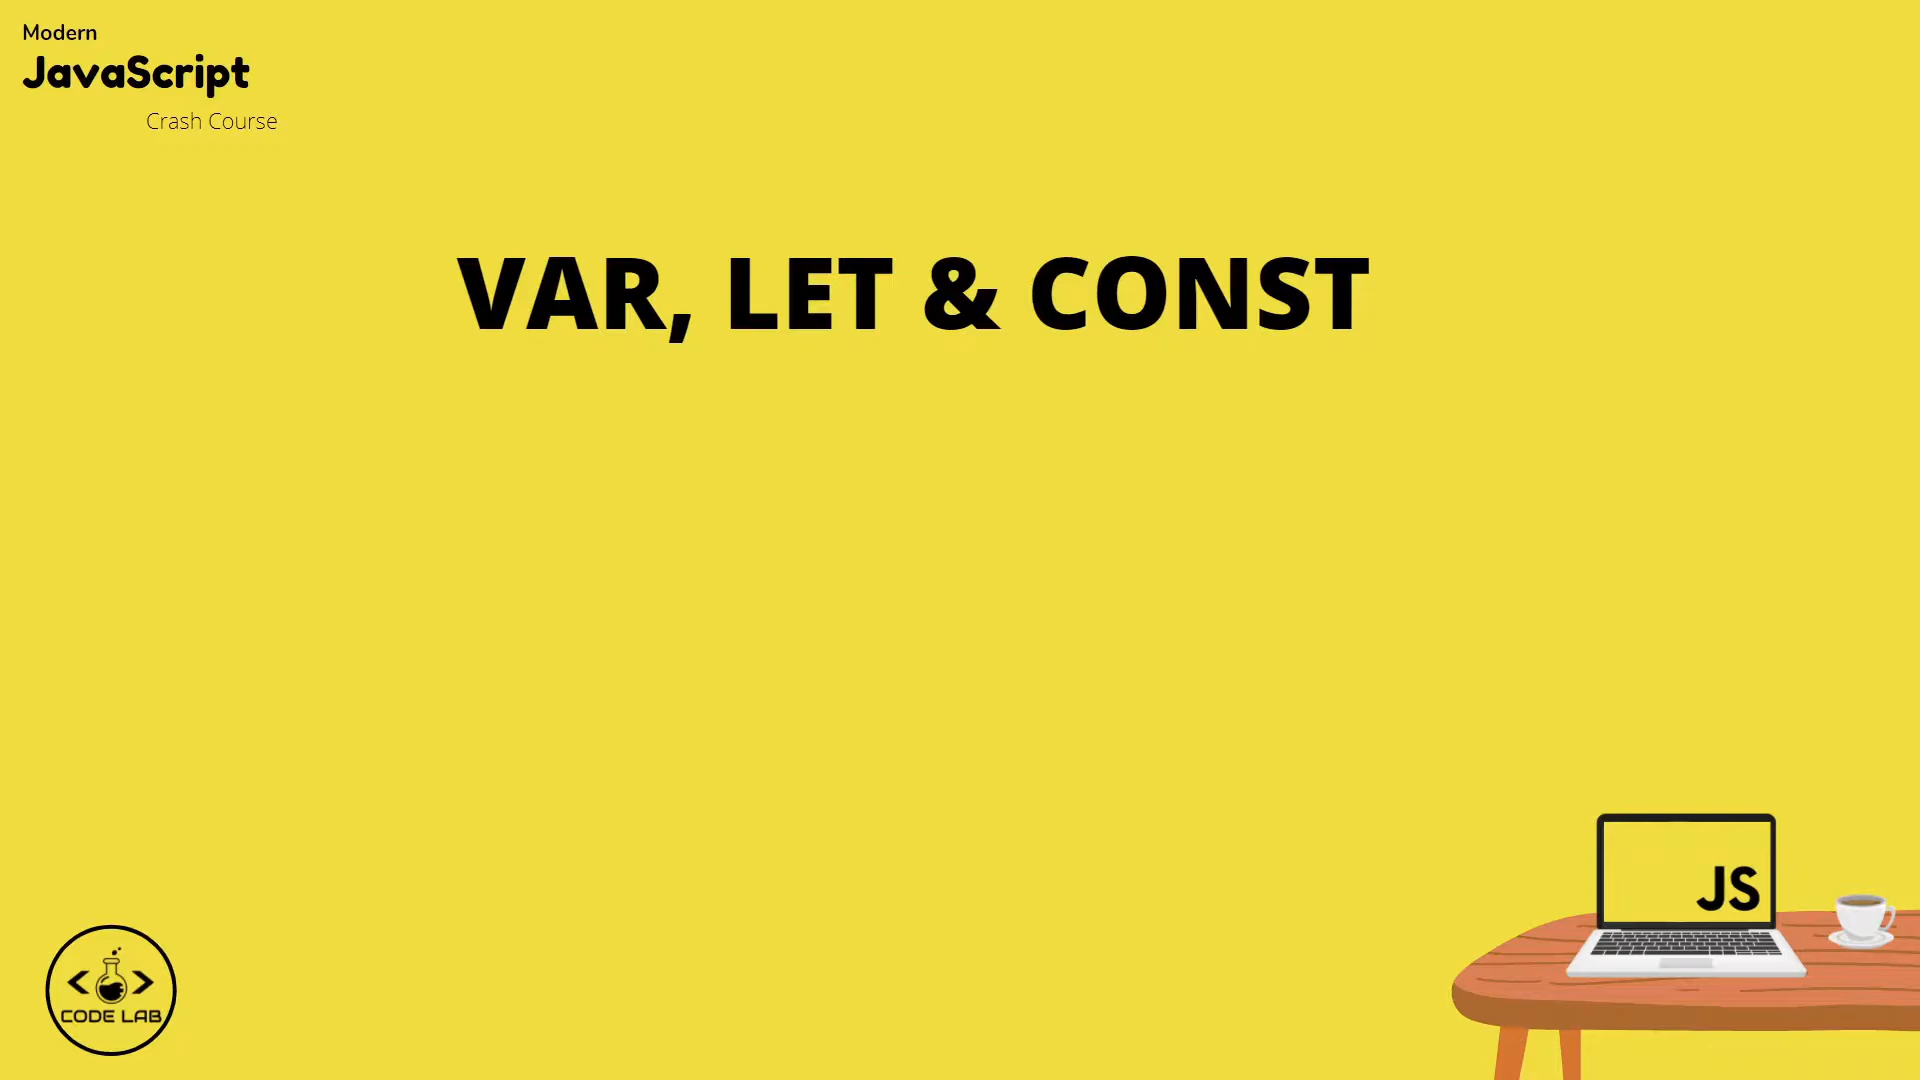 Modern
JavaScript
Crash Course
VAR, LET & CONST
JS
< >
CODE LAB